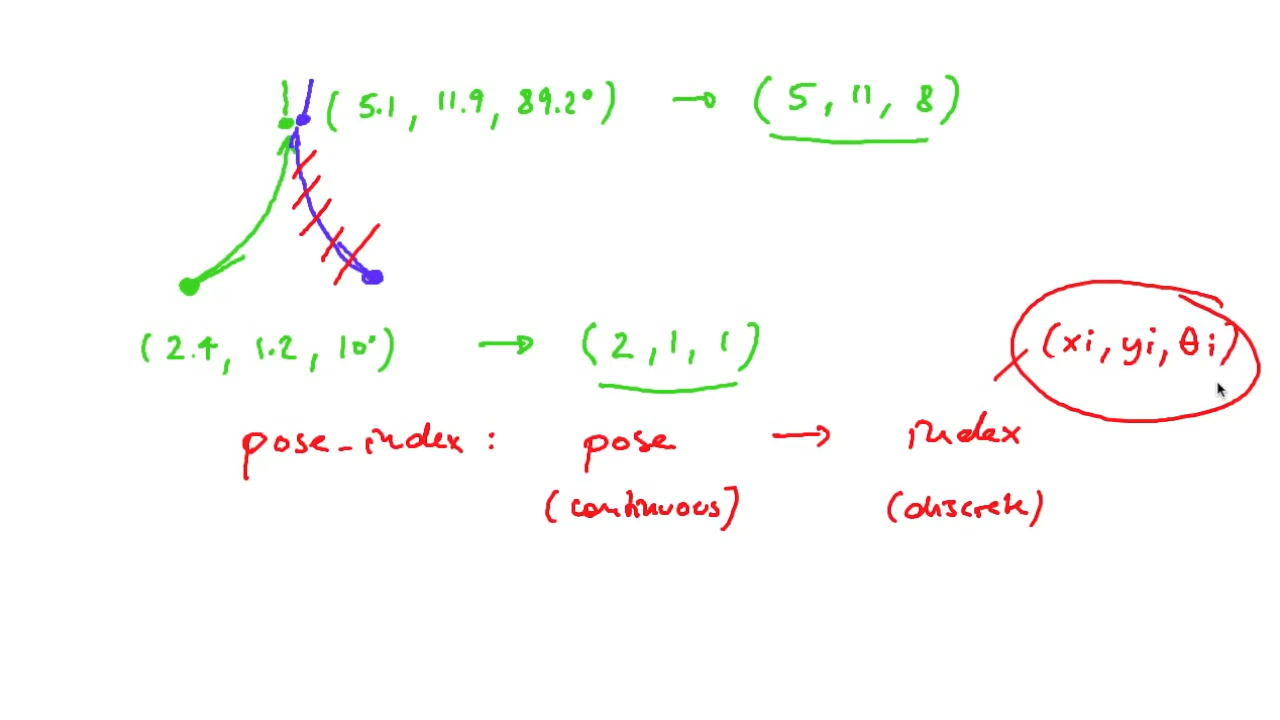 (5.1, 11.9, 89.2°) → (5, 11, 8)
(2.4, 1.2, 10°) → (2, 1, 1)
(xi, yi, θi)
pose_index: pose → index
(continuous) (discrete)